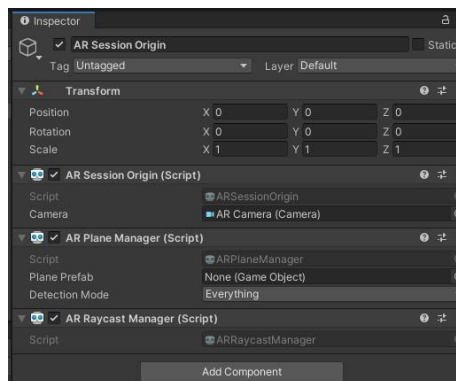 Inspector
AR Session Origin Static
Tag Untagged Layer Default
Transform
Position X 0 Y 0 Z 0
Rotation X 0 Y 0 Z 0
Scale X 1 Y 1 Z 1
AR Session Origin (Script)
Script ARSessionOrigin
Camera AR Camera (Camera)
AR Plane Manager (Script)
Script ARPlaneManager
Plane Prefab None (Game Object)
Detection Mode Everything
AR Raycast Manager (Script)
Script ARRaycastManager
Add Component